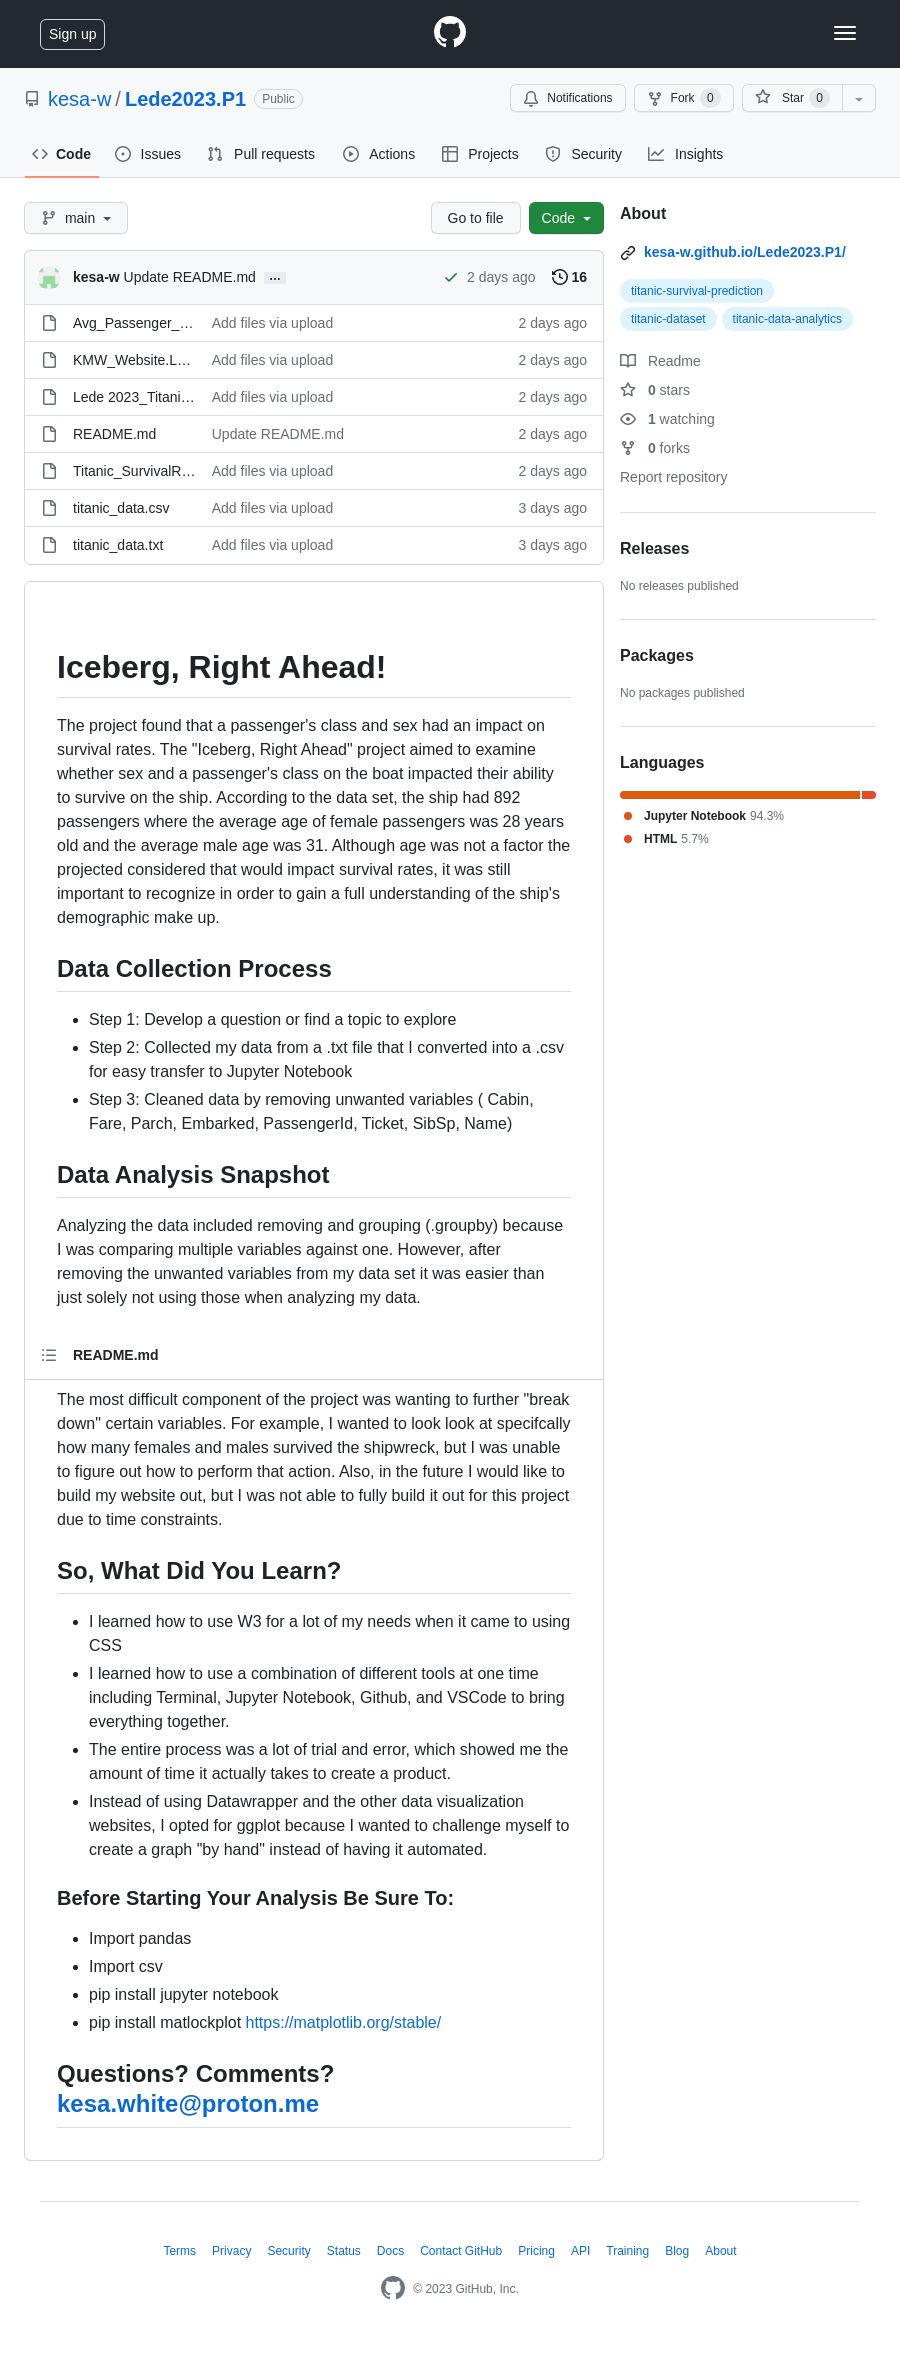 Sign up
kesa-w / Lede2023.P1 Public
Notifications
Fork 0
Star 0
Code
Issues
Pull requests
Actions
Projects
Security
Insights
main
Go to file
Code
kesa-w Update README.md ...
2 days ago
16
Avg_Passenger_… Add files via upload 2 days ago
KMW_Website.L… Add files via upload 2 days ago
Lede 2023_Titani… Add files via upload 2 days ago
README.md Update README.md 2 days ago
Titanic_SurvivalR… Add files via upload 2 days ago
titanic_data.csv Add files via upload 3 days ago
titanic_data.txt Add files via upload 3 days ago
Iceberg, Right Ahead!
The project found that a passenger's class and sex had an impact on
survival rates. The "Iceberg, Right Ahead" project aimed to examine
whether sex and a passenger's class on the boat impacted their ability
to survive on the ship. According to the data set, the ship had 892
passengers where the average age of female passengers was 28 years
old and the average male age was 31. Although age was not a factor the
projected considered that would impact survival rates, it was still
important to recognize in order to gain a full understanding of the ship's
demographic make up.
Data Collection Process
Step 1: Develop a question or find a topic to explore
Step 2: Collected my data from a .txt file that I converted into a .csv
for easy transfer to Jupyter Notebook
Step 3: Cleaned data by removing unwanted variables ( Cabin,
Fare, Parch, Embarked, PassengerId, Ticket, SibSp, Name)
Data Analysis Snapshot
Analyzing the data included removing and grouping (.groupby) because
I was comparing multiple variables against one. However, after
removing the unwanted variables from my data set it was easier than
just solely not using those when analyzing my data.
README.md
The most difficult component of the project was wanting to further "break
down" certain variables. For example, I wanted to look look at specifcally
how many females and males survived the shipwreck, but I was unable
to figure out how to perform that action. Also, in the future I would like to
build my website out, but I was not able to fully build it out for this project
due to time constraints.
So, What Did You Learn?
I learned how to use W3 for a lot of my needs when it came to using
CSS
I learned how to use a combination of different tools at one time
including Terminal, Jupyter Notebook, Github, and VSCode to bring
everything together.
The entire process was a lot of trial and error, which showed me the
amount of time it actually takes to create a product.
Instead of using Datawrapper and the other data visualization
websites, I opted for ggplot because I wanted to challenge myself to
create a graph "by hand" instead of having it automated.
Before Starting Your Analysis Be Sure To:
Import pandas
Import csv
pip install jupyter notebook
pip install matlockplot https://matplotlib.org/stable/
Questions? Comments?
kesa.white@proton.me
About
kesa-w.github.io/Lede2023.P1/
titanic-survival-prediction
titanic-dataset titanic-data-analytics
Readme
0 stars
1 watching
0 forks
Report repository
Releases
No releases published
Packages
No packages published
Languages
Jupyter Notebook 94.3%
HTML 5.7%
Terms Privacy Security Status Docs Contact GitHub Pricing API Training Blog About
© 2023 GitHub, Inc.